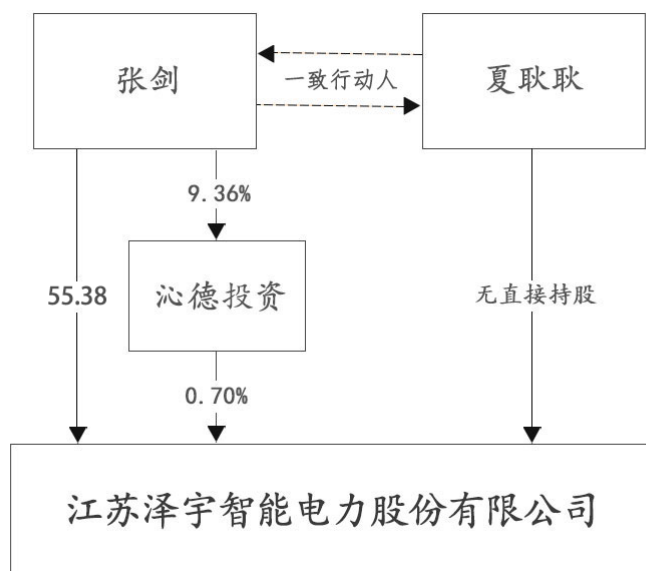 张剑
一致行动人
夏耿耿
9.36%
沁德投资
55.38
无直接持股
0.70%
江苏泽宇智能电力股份有限公司